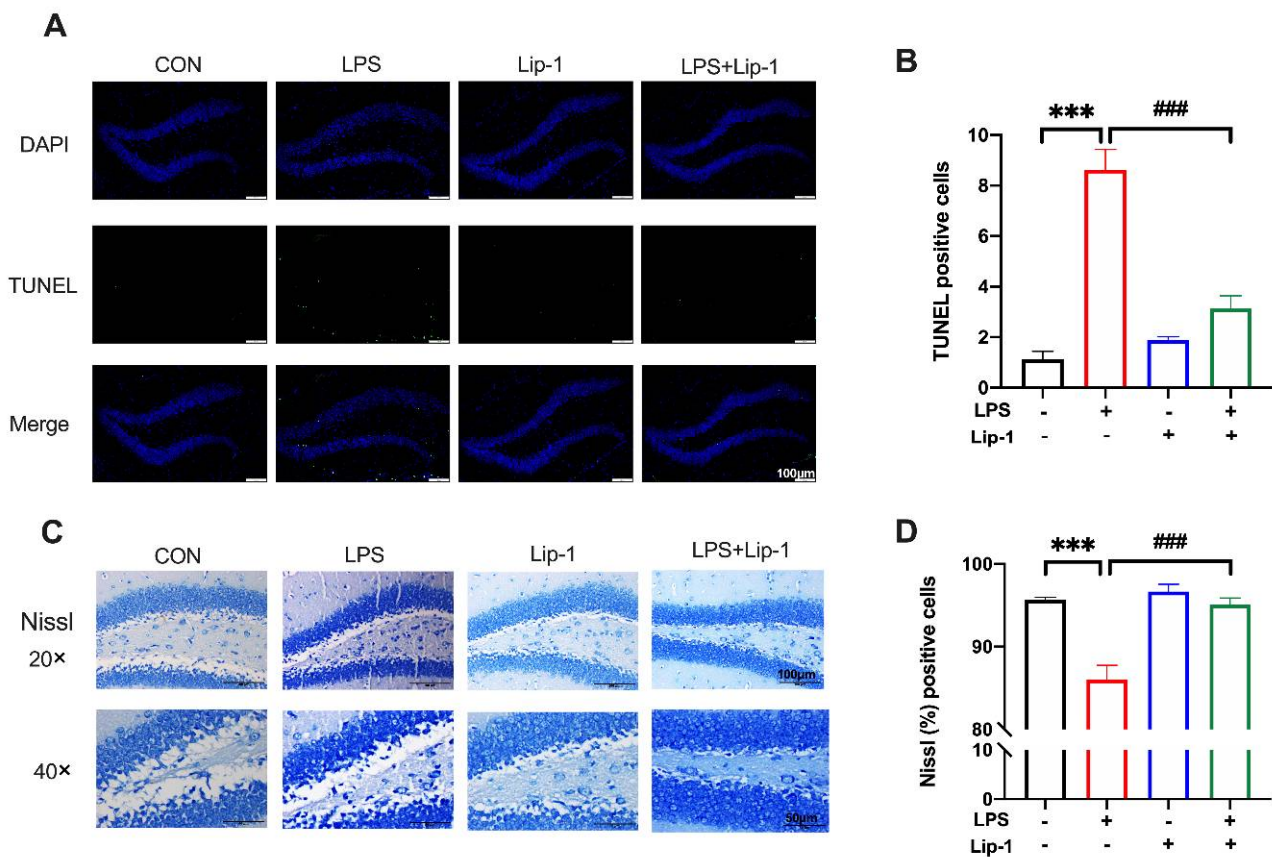 A
CON LPS Lip-1 LPS+Lip-1
DAPI
TUNEL
Merge
100μm
B
*** ###
TUNEL positive cells
10
8
6
4
2
0
LPS - + - +
Lip-1 - - + +
C
CON LPS Lip-1 LPS+Lip-1
Nissl
20×
100μm
40×
50μm
D
*** ###
Nissl (%) positive cells
100
90
80
10
0
LPS - + - +
Lip-1 - - + +